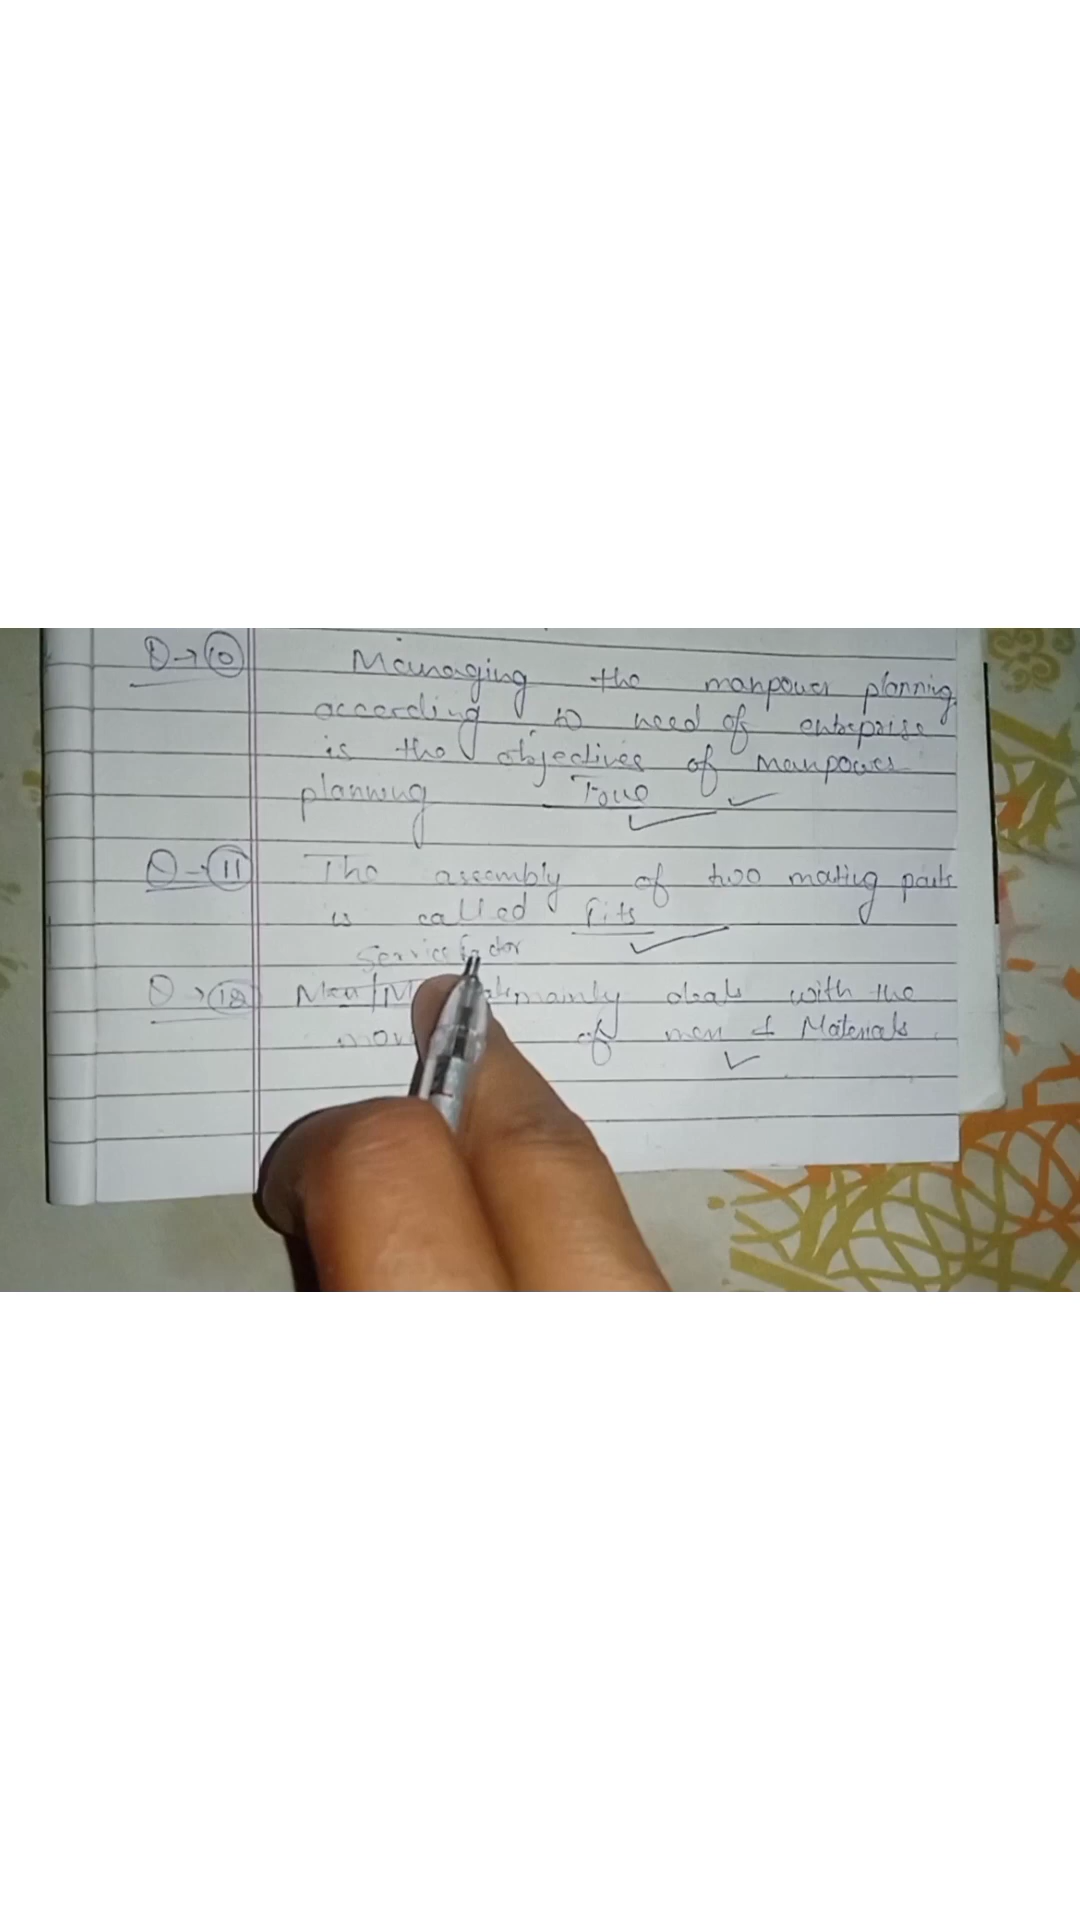 Q→10 Managing the manpower planning
according to need of enterprise
is the objectives of manpower
planning True
Q→11 The assembly of two mating parts
is called fits
Service factor
Q→12 Men/ mainly deals with the
of men & Materials